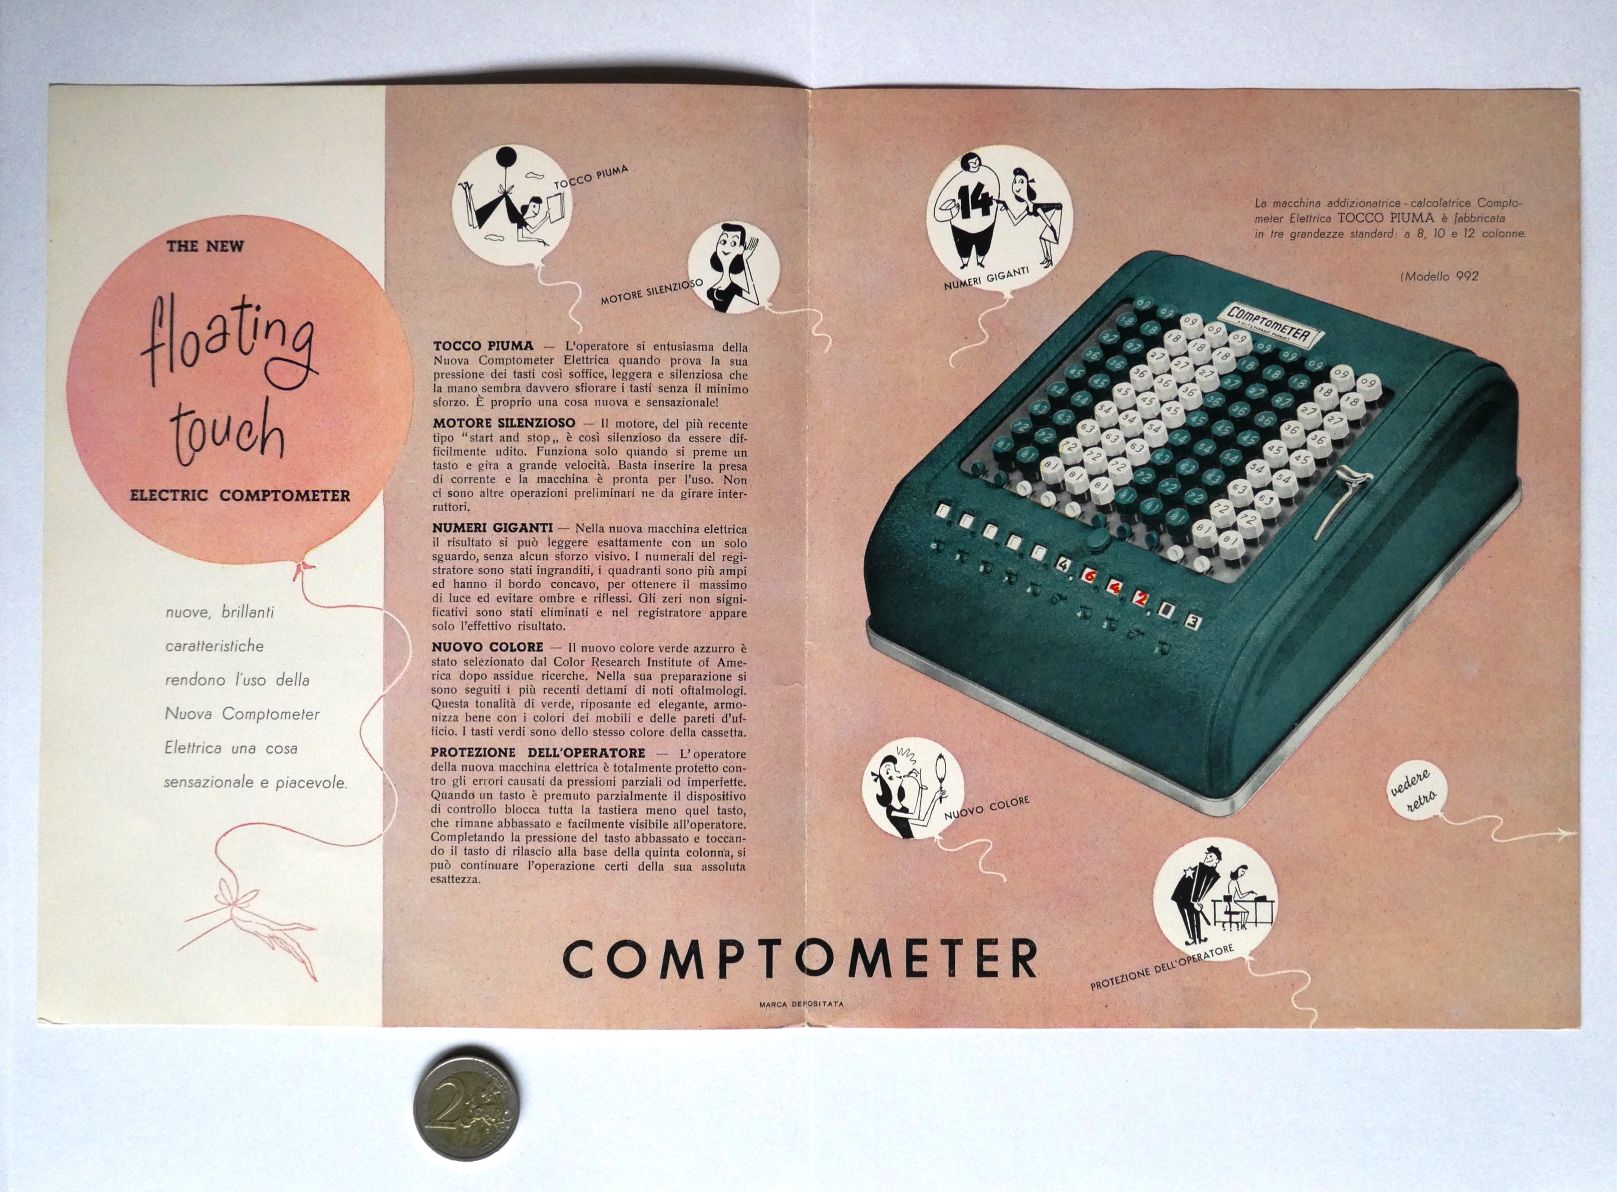 THE NEW
floating
touch
ELECTRIC COMPTOMETER
nuove, brillanti
caratteristiche
rendono l'uso della
Nuova Comptometer
Elettrica una cosa
sensazionale e piacevole.
TOCCO PIUMA
MOTORE SILENZIOSO
TOCCO PIUMA — L'operatore si entusiasma della
Nuova Comptometer Elettrica quando prova la sua
pressione dei tasti così soffice, leggera e silenziosa che
la mano sembra davvero sfiorare i tasti senza il minimo
sforzo. È proprio una cosa nuova e sensazionale!
MOTORE SILENZIOSO — Il motore, del più recente
tipo "start and stop„, è così silenzioso da essere dif-
ficilmente udito. Funziona solo quando si preme un
tasto e gira a grande velocità. Basta inserire la presa
di corrente e la macchina è pronta per l'uso. Non
ci sono altre operazioni preliminari ne da girare inter-
ruttori.
NUMERI GIGANTI — Nella nuova macchina elettrica
il risultato si può leggere esattamente con un solo
sguardo, senza alcun sforzo visivo. I numerali del regi-
stratore sono stati ingranditi, i quadranti sono più ampi
ed hanno il bordo concavo, per ottenere il massimo
di luce ed evitare ombre e riflessi. Gli zeri non signi-
ficativi sono stati eliminati e nel registratore appare
solo l'effettivo risultato.
NUOVO COLORE — Il nuovo colore verde azzurro è
stato selezionato dal Color Research Institute of Ame-
rica dopo assidue ricerche. Nella sua preparazione si
sono seguiti i più recenti dettami di noti oftalmologi.
Questa tonalità di verde, riposante ed elegante, armo-
nizza bene con i colori dei mobili e delle pareti d'uf-
ficio. I tasti verdi sono dello stesso colore della cassetta.
PROTEZIONE DELL'OPERATORE — L'operatore
della nuova macchina elettrica è totalmente protetto con-
tro gli errori causati da pressioni parziali od imperfette.
Quando un tasto è premuto parzialmente il dispositivo
di controllo blocca tutta la tastiera meno quel tasto,
che rimane abbassato e facilmente visibile all'operatore.
Completando la pressione del tasto abbassato e toccan-
do il tasto di rilascio alla base della quinta colonna, si
può continuare l'operazione certi della sua assoluta
esattezza.
14
NUMERI GIGANTI
La macchina addizionatrice - calcolatrice Compto-
meter Elettrica TOCCO PIUMA è fabbricata
in tre grandezze standard: a 8, 10 e 12 colonne.
(Modello 992
COMPTOMETER
4 6 4 2 1 3
NUOVO COLORE
vedere
retro
PROTEZIONE DELL'OPERATORE
COMPTOMETER
MARCA DEPOSITATA
2